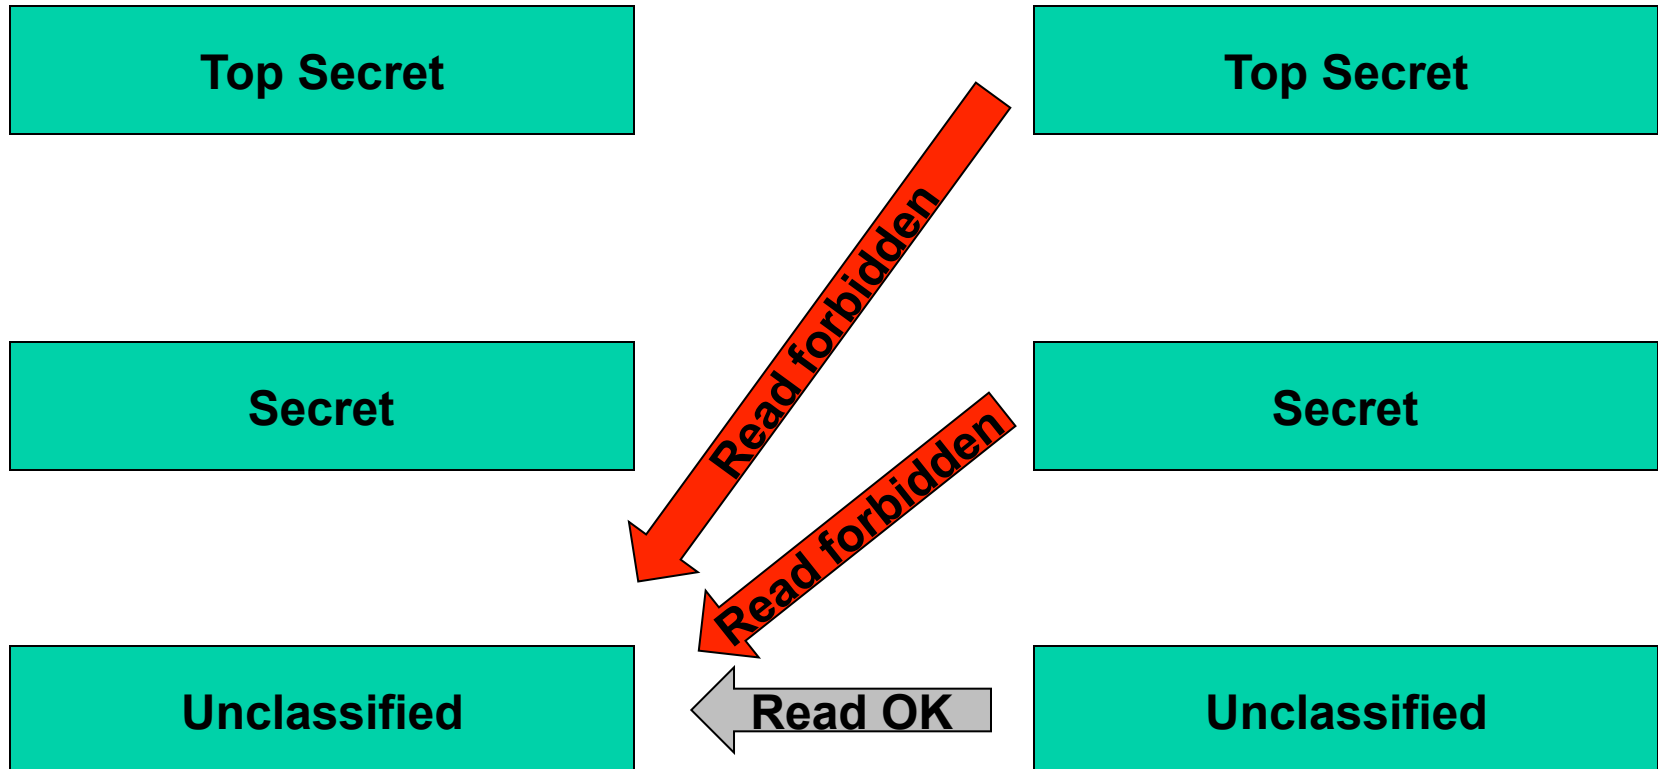 Top Secret
Top Secret
Read forbidden
Secret
Secret
Read forbidden
Unclassified
Read OK
Unclassified